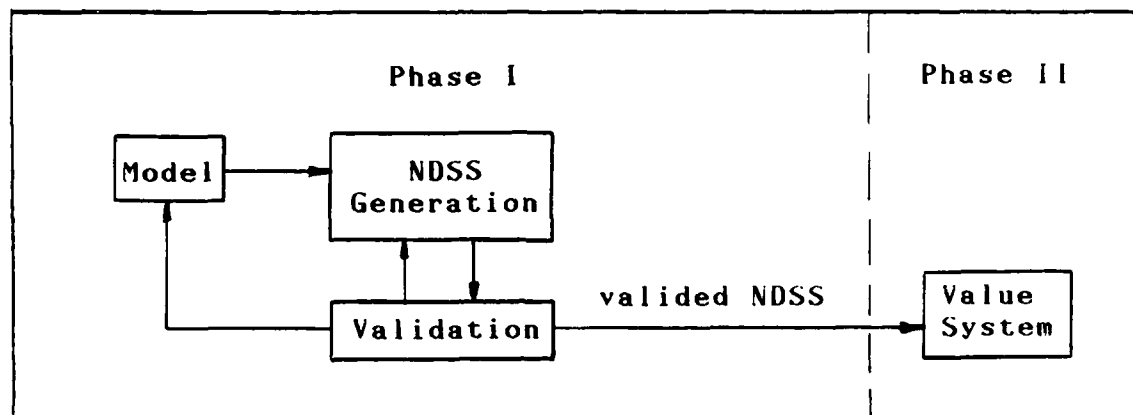 Phase I
Phase II
Model
NDSS
Generation
Validation
valided NDSS
Value
System